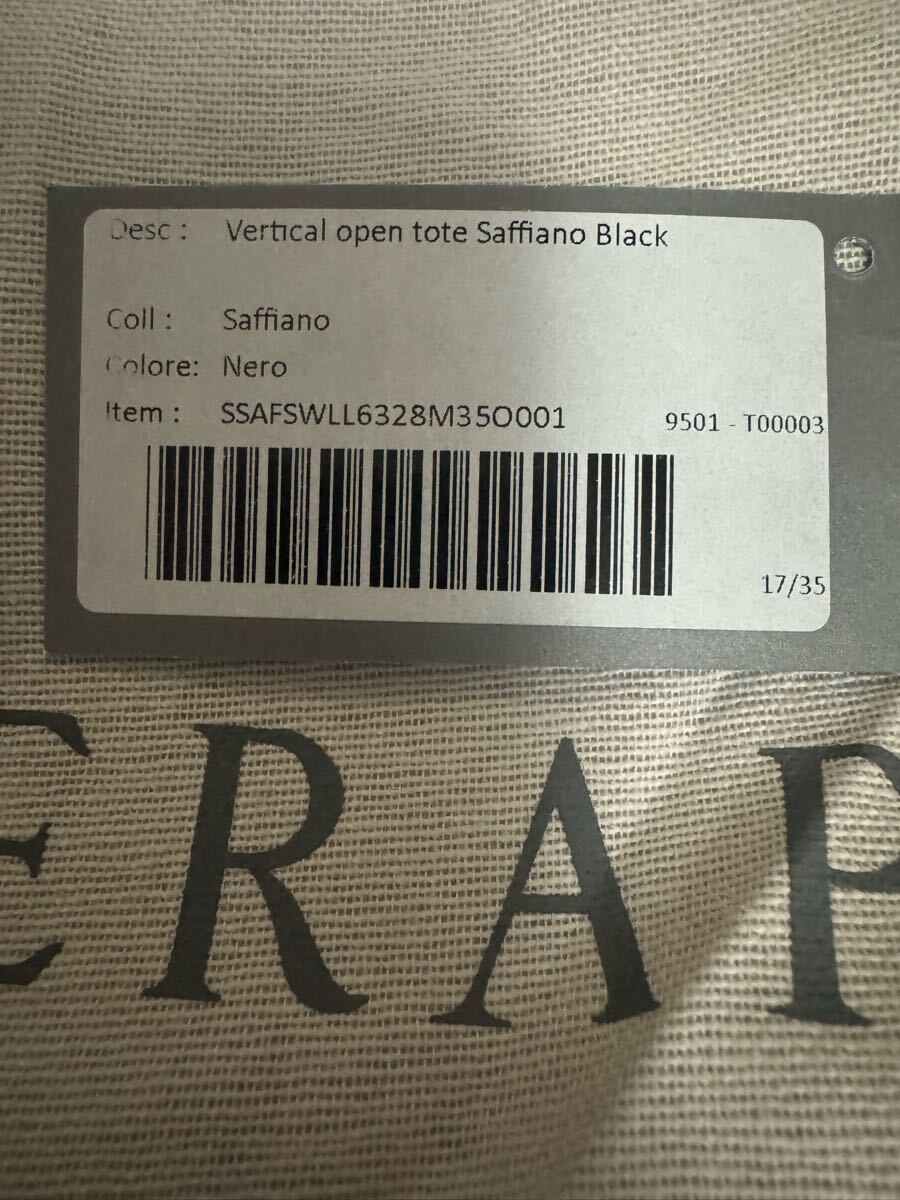 Desc : Vertical open tote Saffiano Black
Coll : Saffiano
Colore: Nero
Item : SSAFSWLL6328M35O001 9501 - T00003
17/35
ERAP